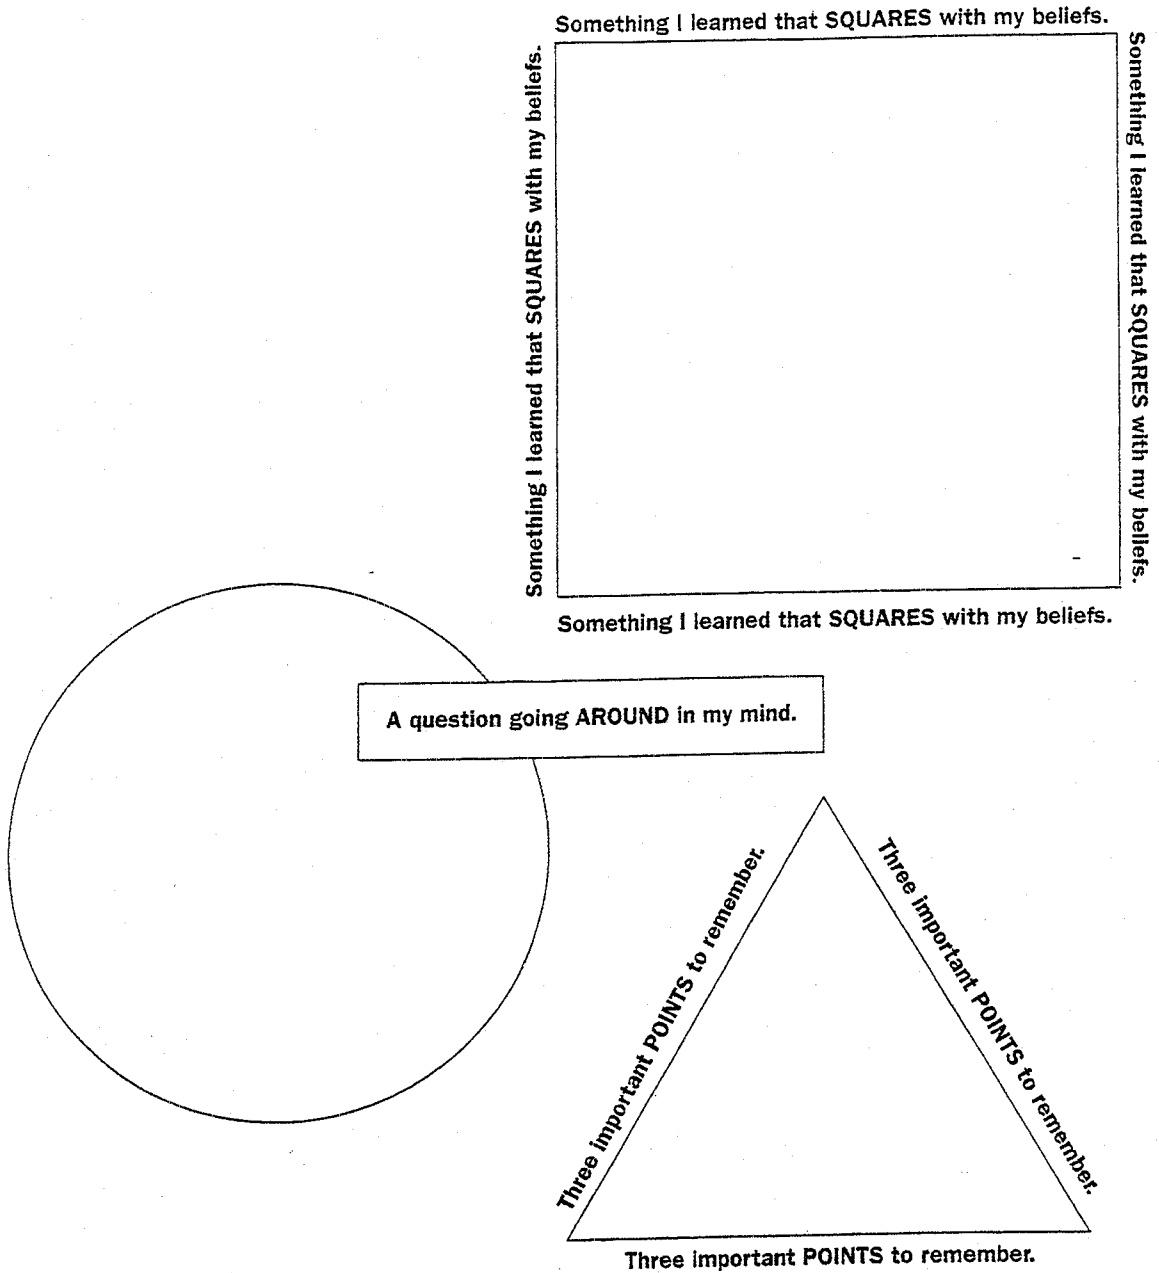 Something I learned that SQUARES with my beliefs.
Something I learned that SQUARES with my beliefs.
Something I learned that SQUARES with my beliefs.
Something I learned that SQUARES with my beliefs.
A question going AROUND in my mind.
Three important POINTS to remember.
Three important POINTS to remember.
Three important POINTS to remember.